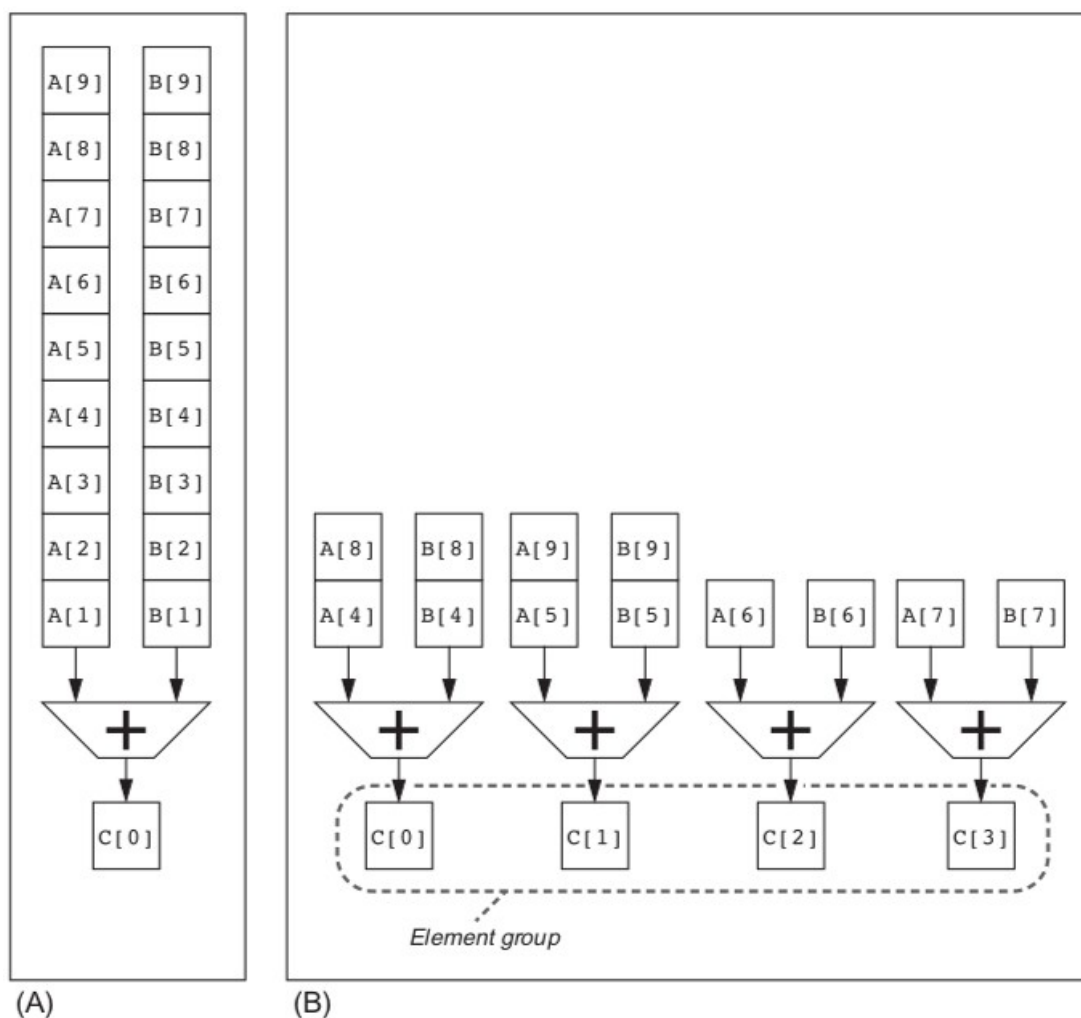 A[9] B[9]
A[8] B[8]
A[7] B[7]
A[6] B[6]
A[5] B[5]
A[4] B[4]
A[3] B[3]
A[2] B[2]
A[1] B[1]
+
C[0]
(A)
A[8] B[8] A[9] B[9]
A[4] B[4] A[5] B[5] A[6] B[6] A[7] B[7]
+ + + +
C[0] C[1] C[2] C[3]
Element group
(B)